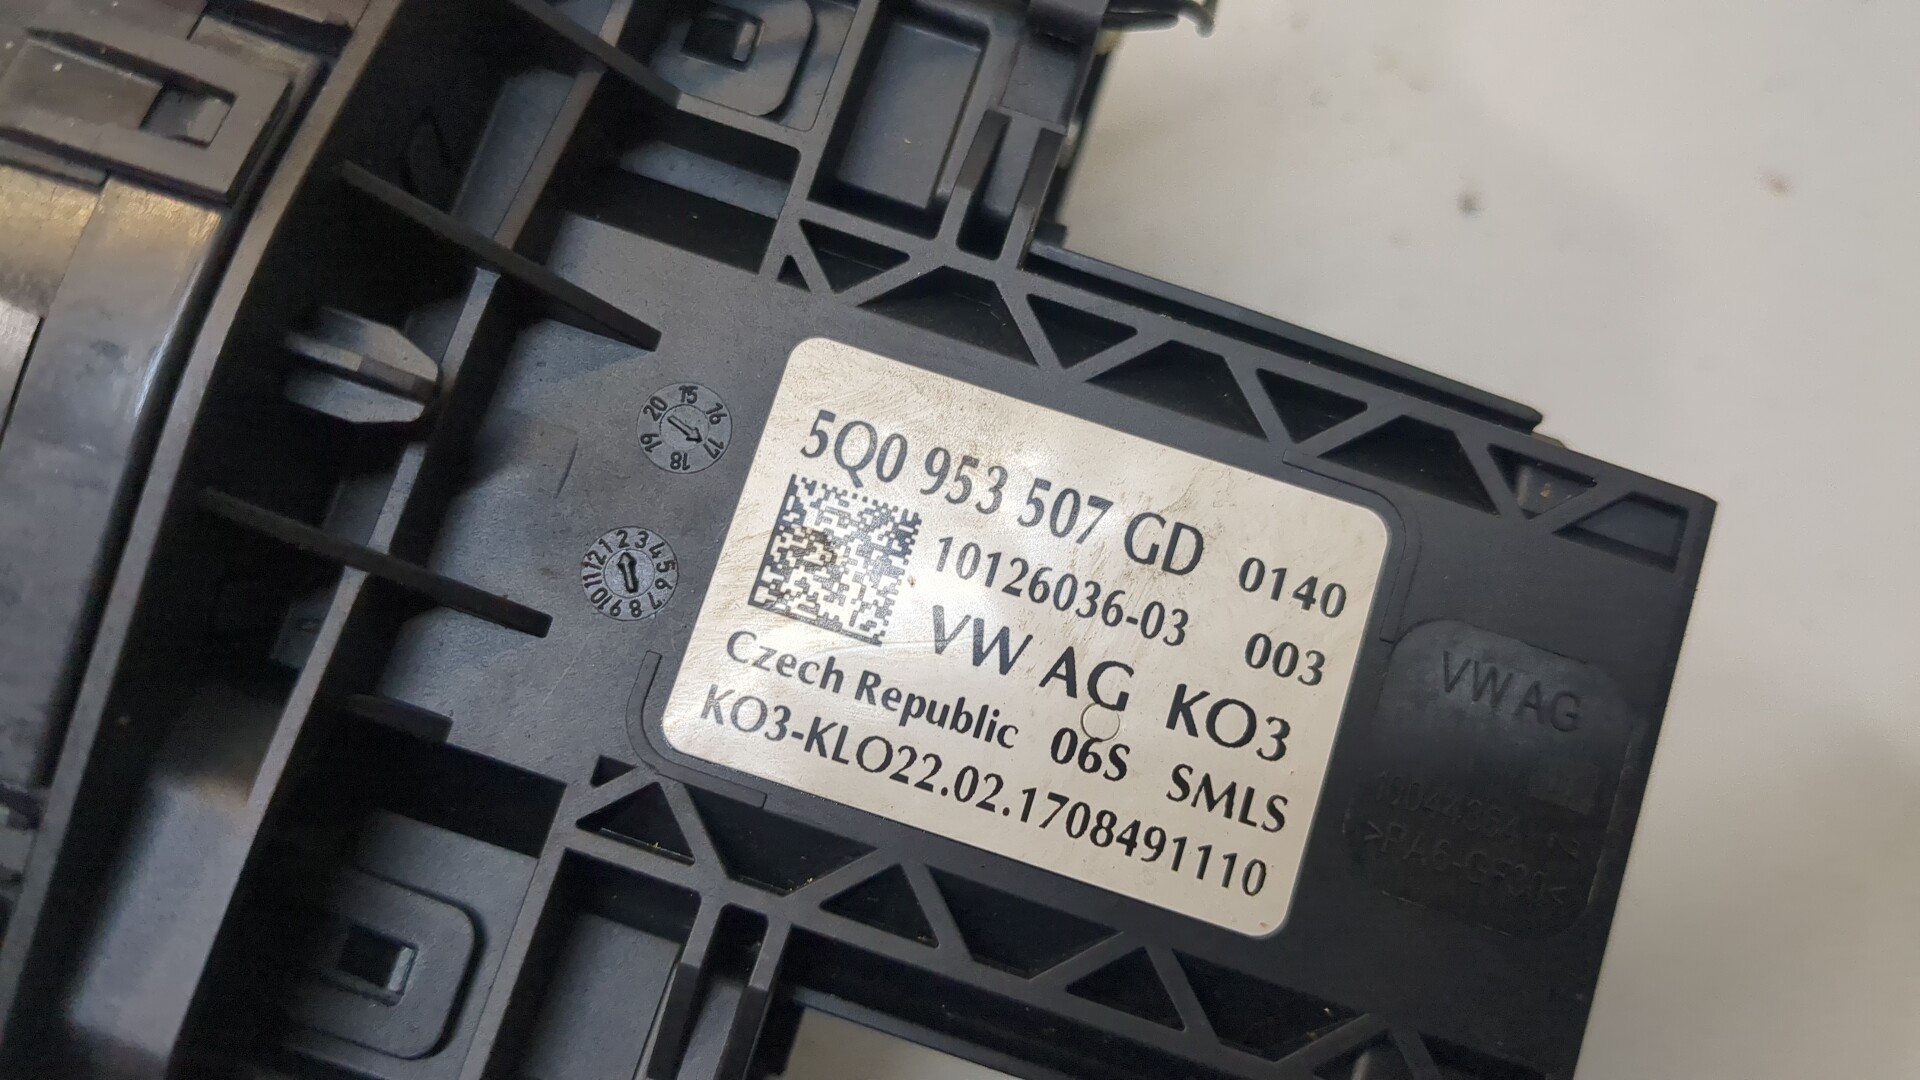 5Q0 953 507 GD 0140
10126036-03 003
VW AG KO3
Czech Republic 06S SMLS
KO3-KLO22.02.1708491110
15 16 17 18 19 20
1 2 3 4 5 6 7 8 9 10 11 12
VW AG
>PA6-GF30<